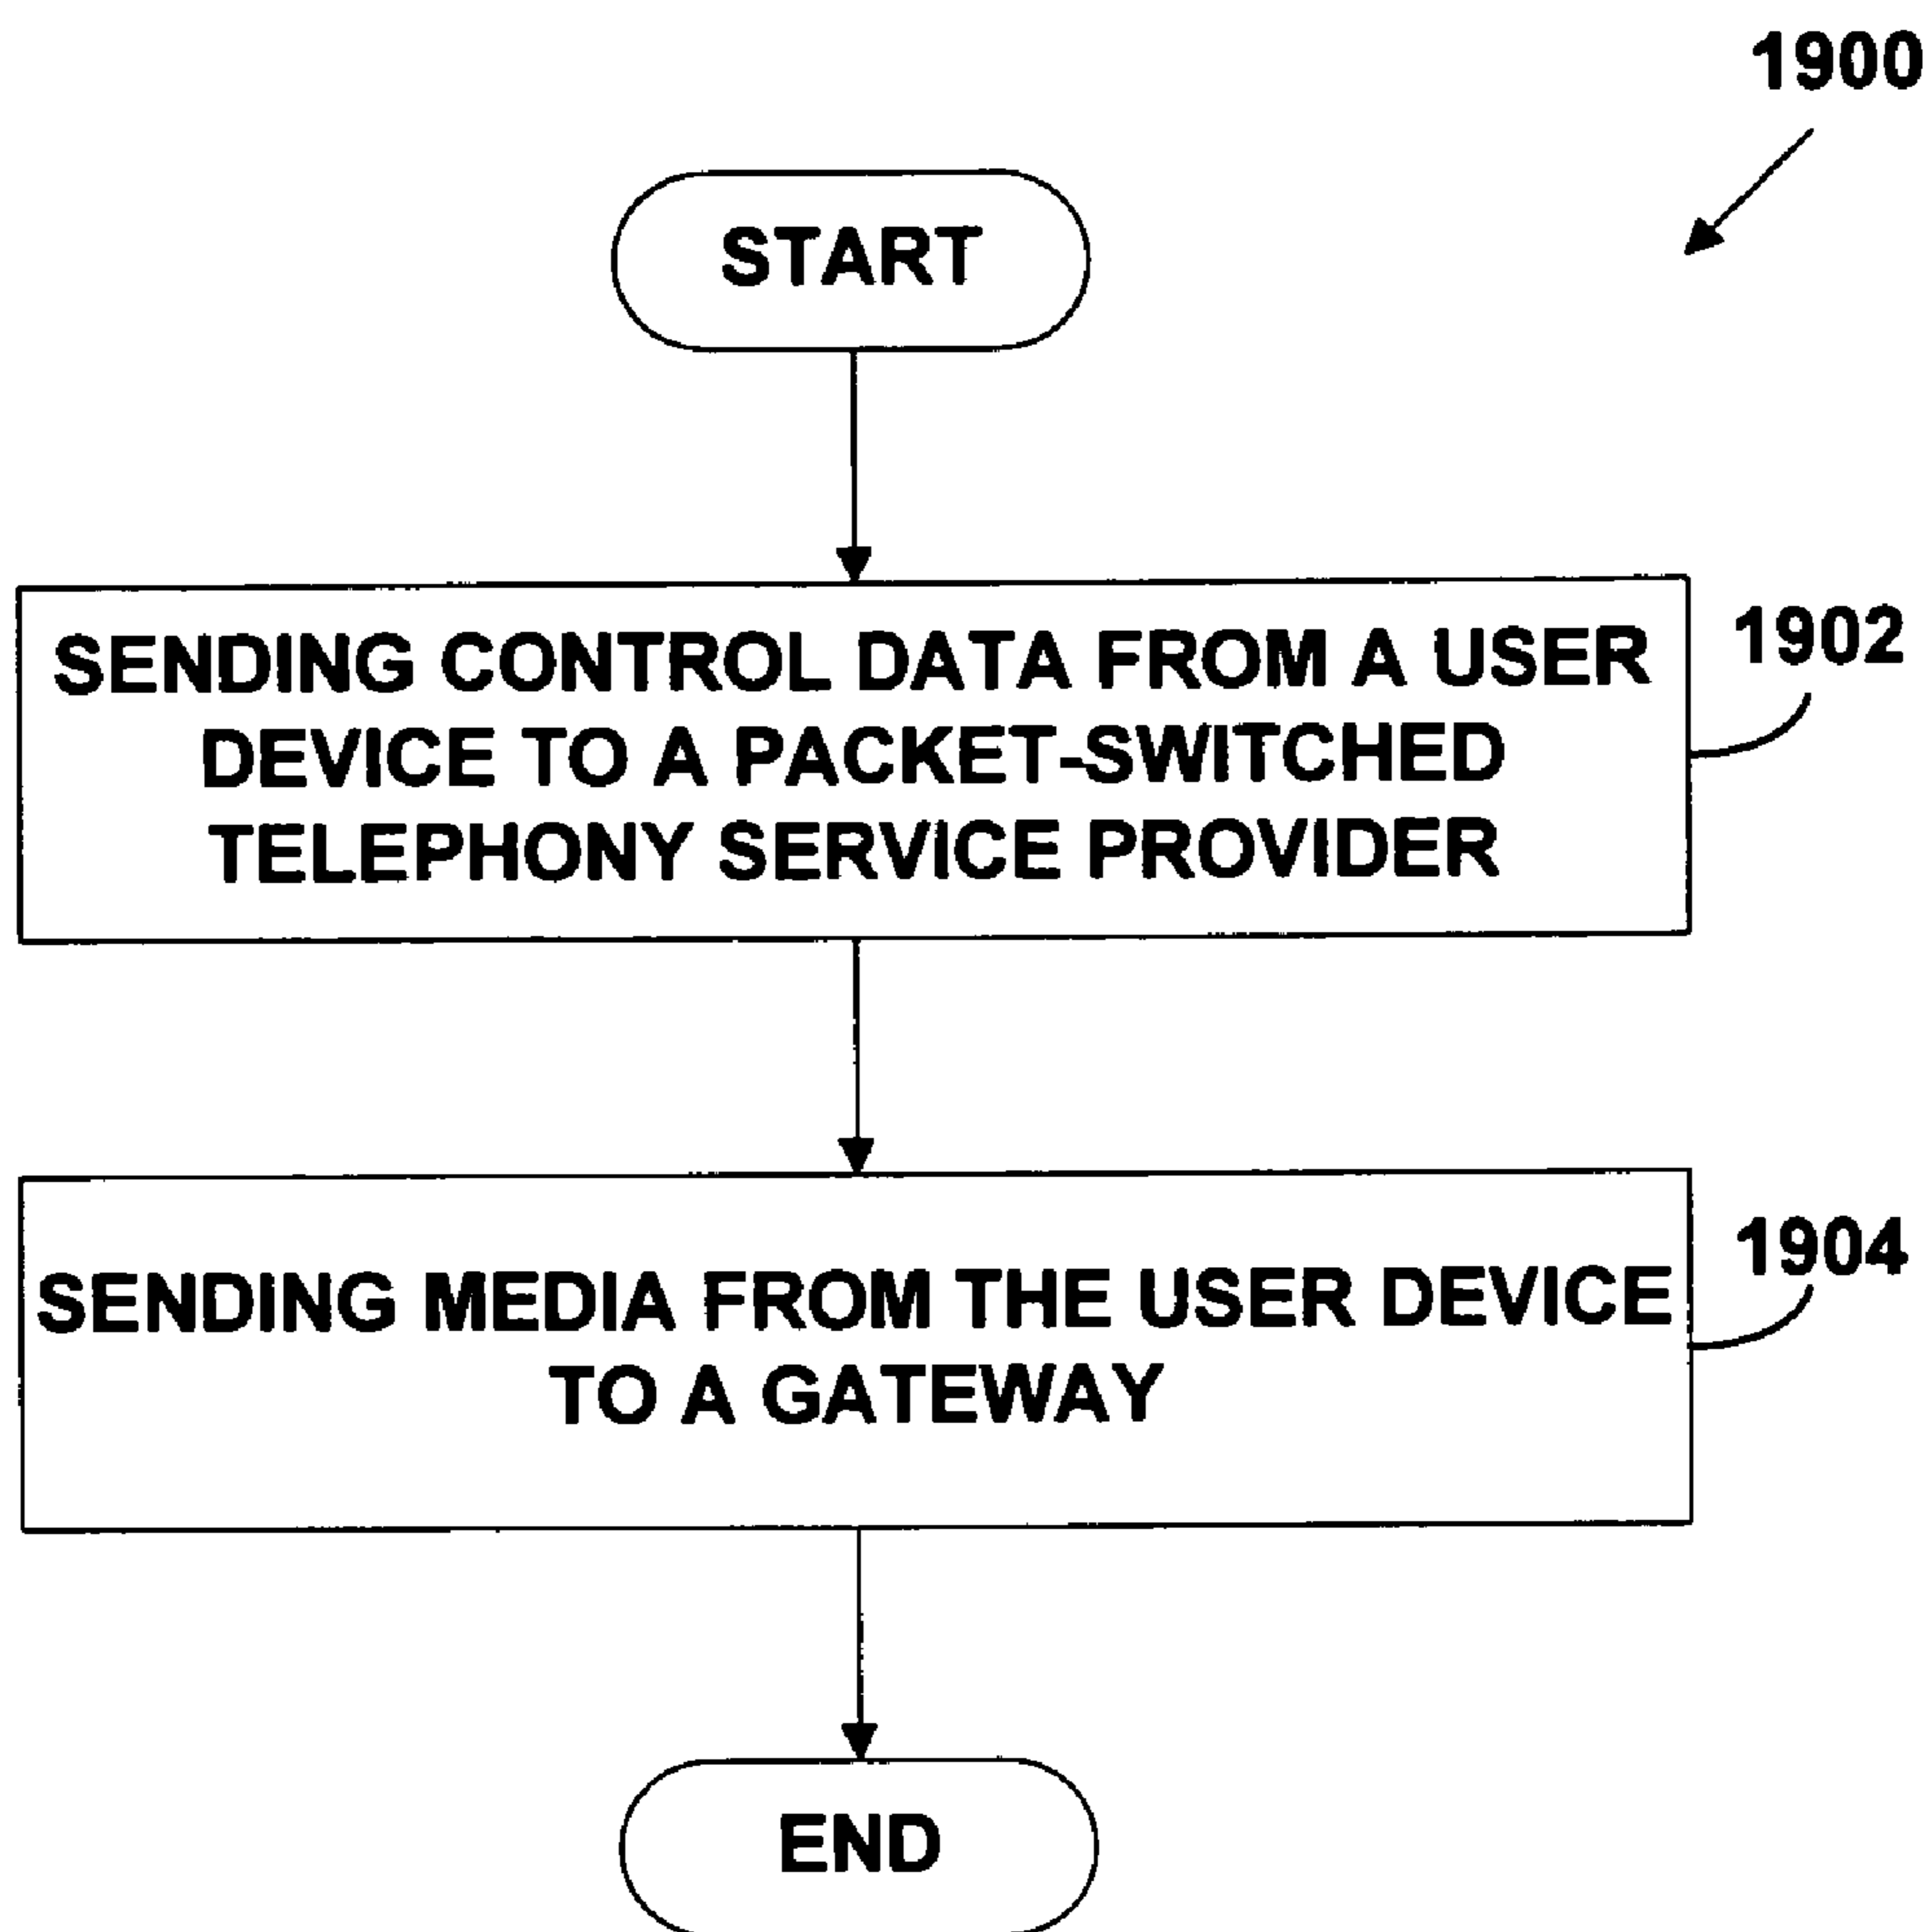 1900
START
SENDING CONTROL DATA FROM A USER
DEVICE TO A PACKET-SWITCHED
TELEPHONY SERVICE PROVIDER
1902
SENDING MEDIA FROM THE USER DEVICE
TO A GATEWAY
1904
END